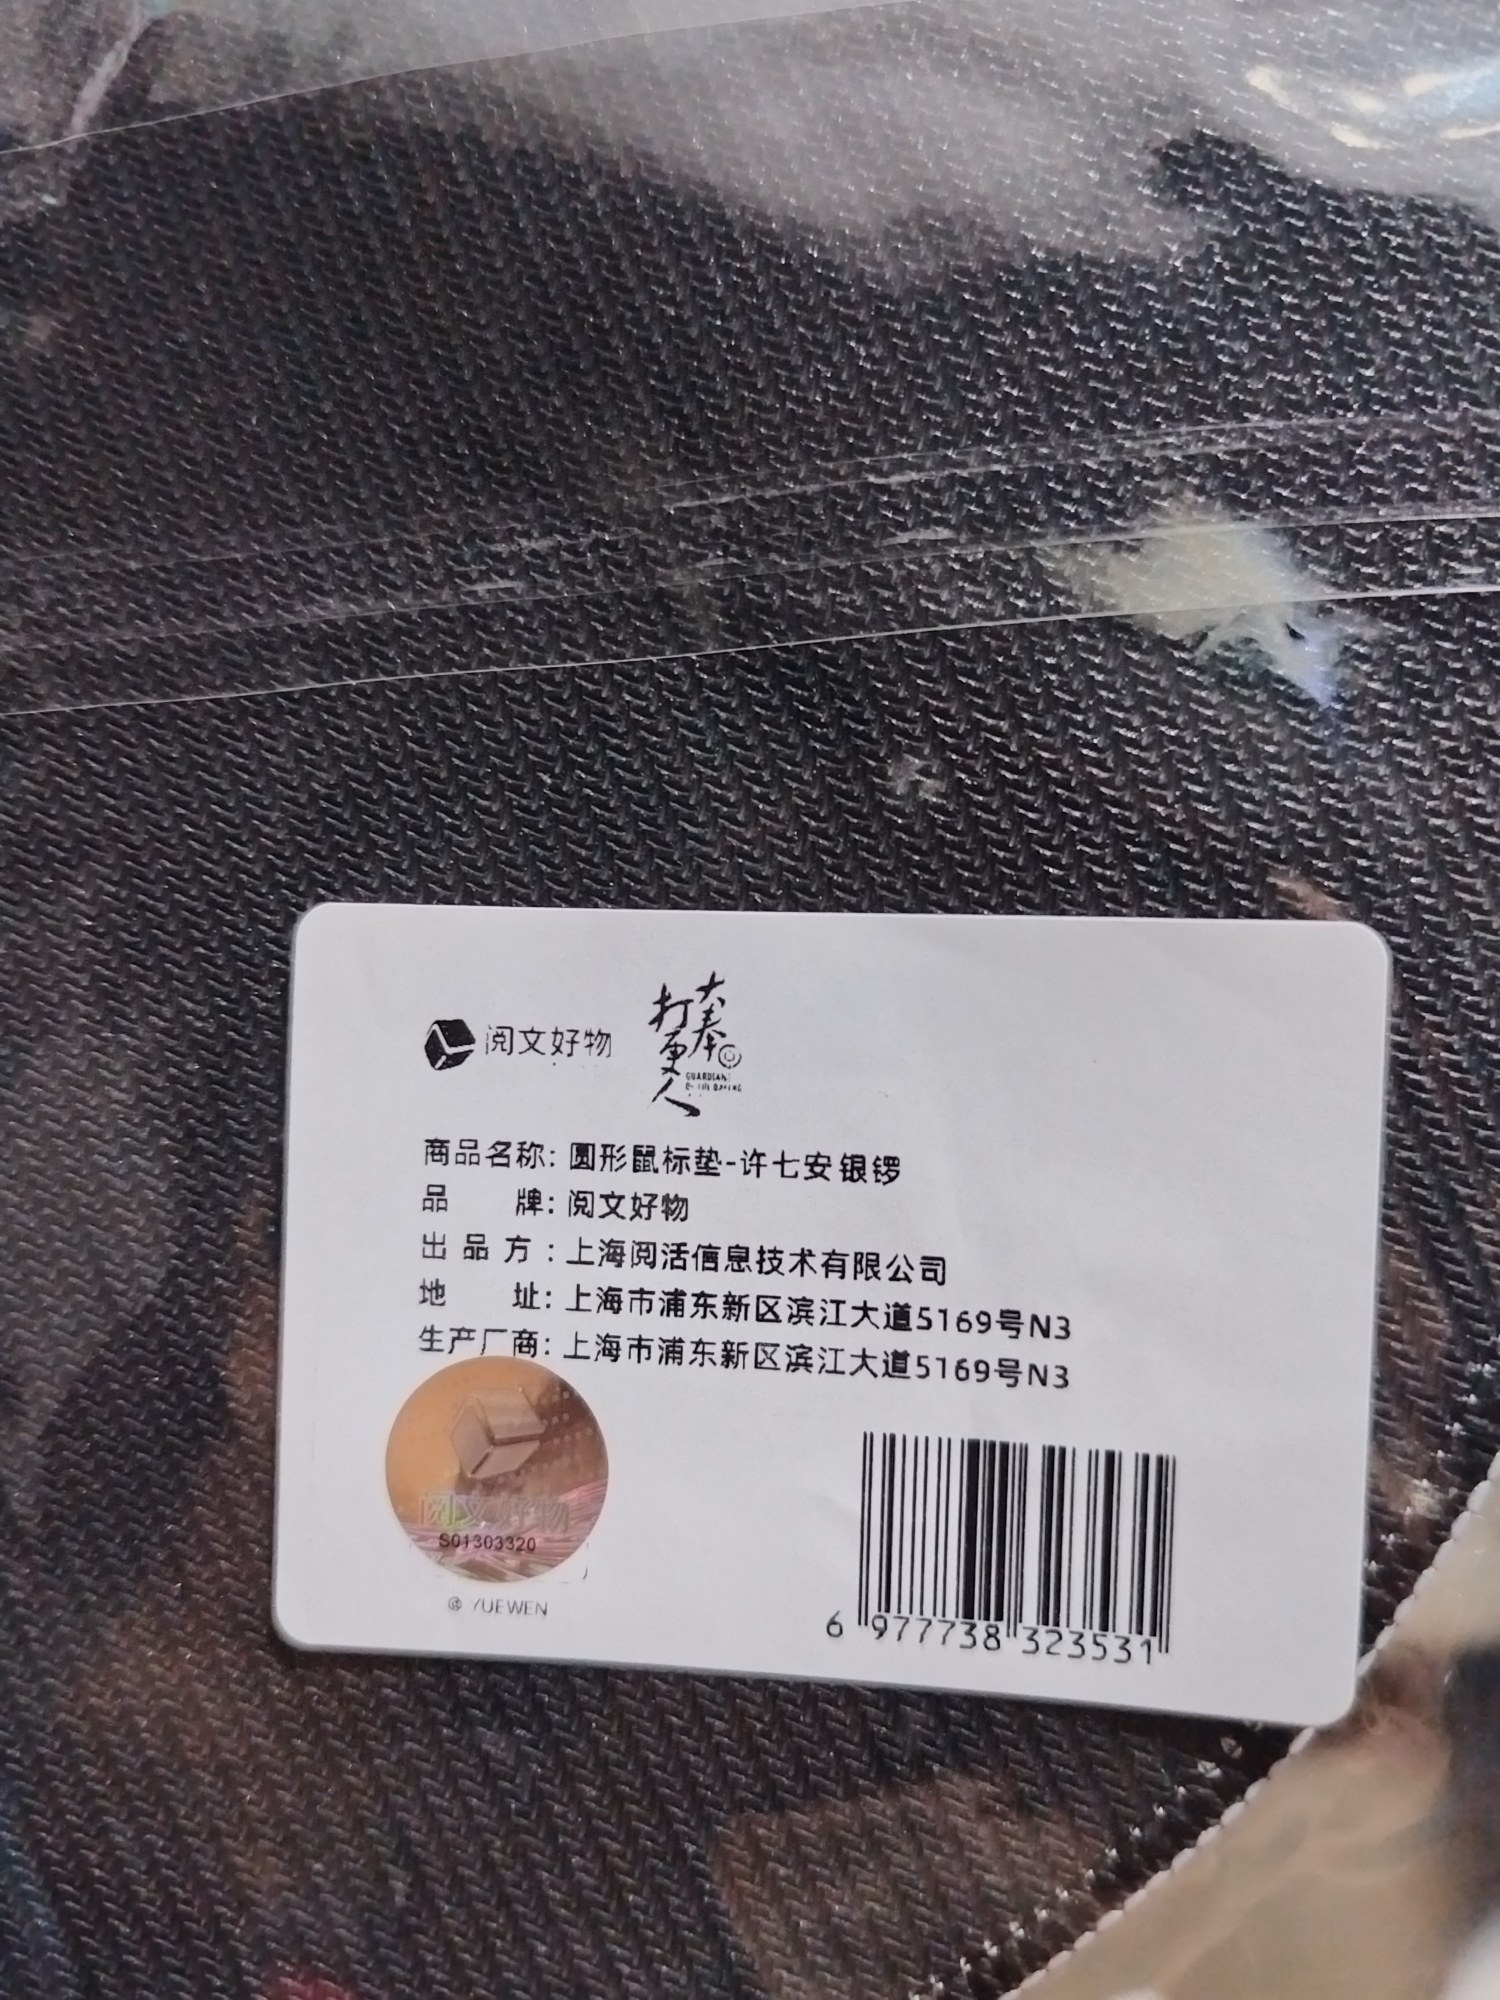 阅文好物
大奉打更人
商品名称: 圆形鼠标垫-许七安银锣
品 牌: 阅文好物
出品方: 上海阅活信息技术有限公司
地 址: 上海市浦东新区滨江大道5169号N3
生产厂商: 上海市浦东新区滨江大道5169号N3
阅文好物
S01303320
@ YUEWEN
6 977738 323531